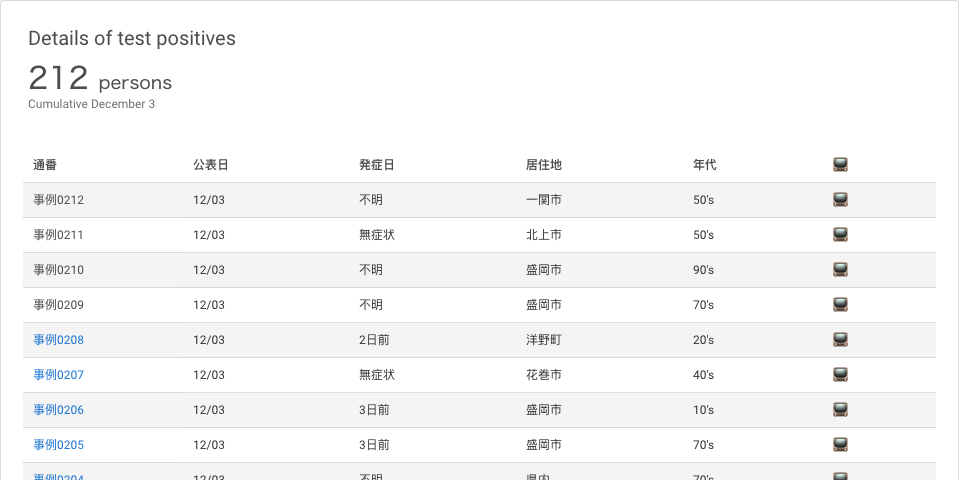 Details of test positives
212 persons
Cumulative December 3
通番 公表日 発症日 居住地 年代
事例0212 12/03 不明 一関市 50's
事例0211 12/03 無症状 北上市 50's
事例0210 12/03 不明 盛岡市 90's
事例0209 12/03 不明 盛岡市 70's
事例0208 12/03 2日前 洋野町 20's
事例0207 12/03 無症状 花巻市 40's
事例0206 12/03 3日前 盛岡市 10's
事例0205 12/03 3日前 盛岡市 70's
事例0204 12/03 不明 県内 70's